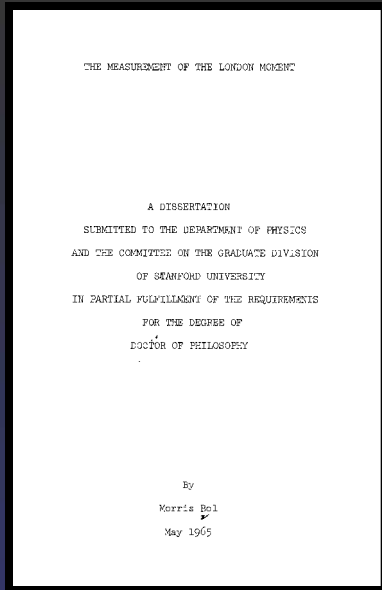 THE MEASUREMENT OF THE LONDON MOMENT
A DISSERTATION
SUBMITTED TO THE DEPARTMENT OF PHYSICS
AND THE COMMITTEE ON THE GRADUATE DIVISION
OF STANFORD UNIVERSITY
IN PARTIAL FULFILLMENT OF THE REQUIREMENTS
FOR THE DEGREE OF
DOCTOR OF PHILOSOPHY
By
Morris Bol
May 1965